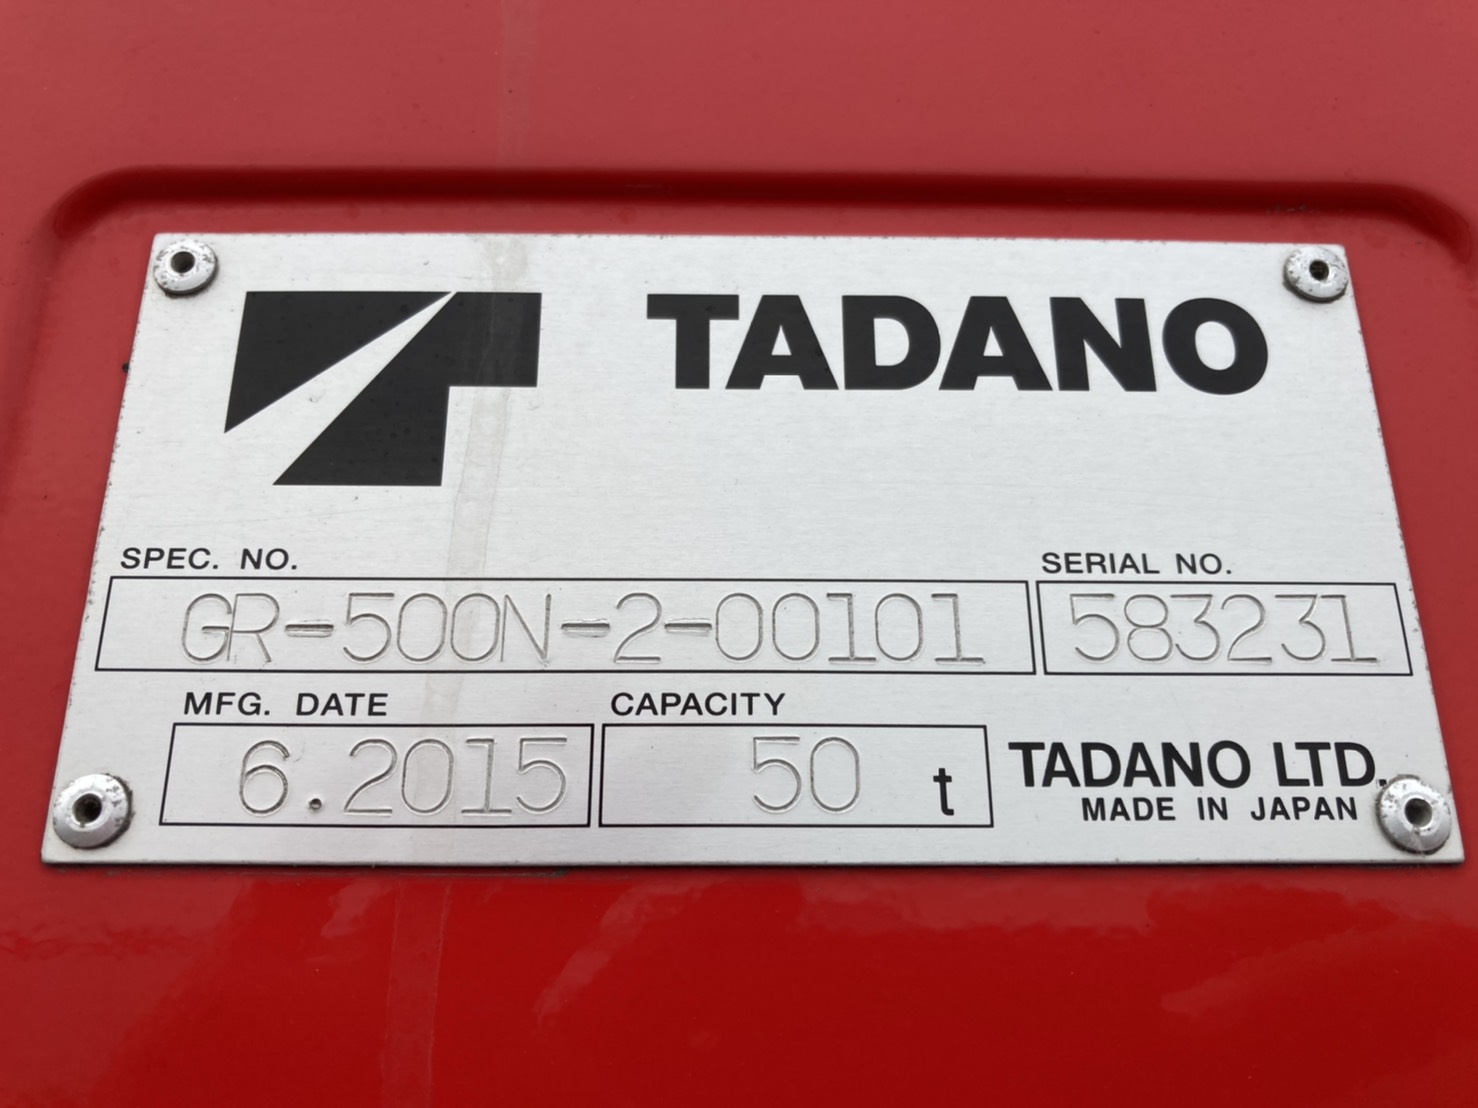 TADANO
SPEC. NO.
GR-500N-2-00101
SERIAL NO.
583231
MFG. DATE
6.2015
CAPACITY
50 t
TADANO LTD.
MADE IN JAPAN